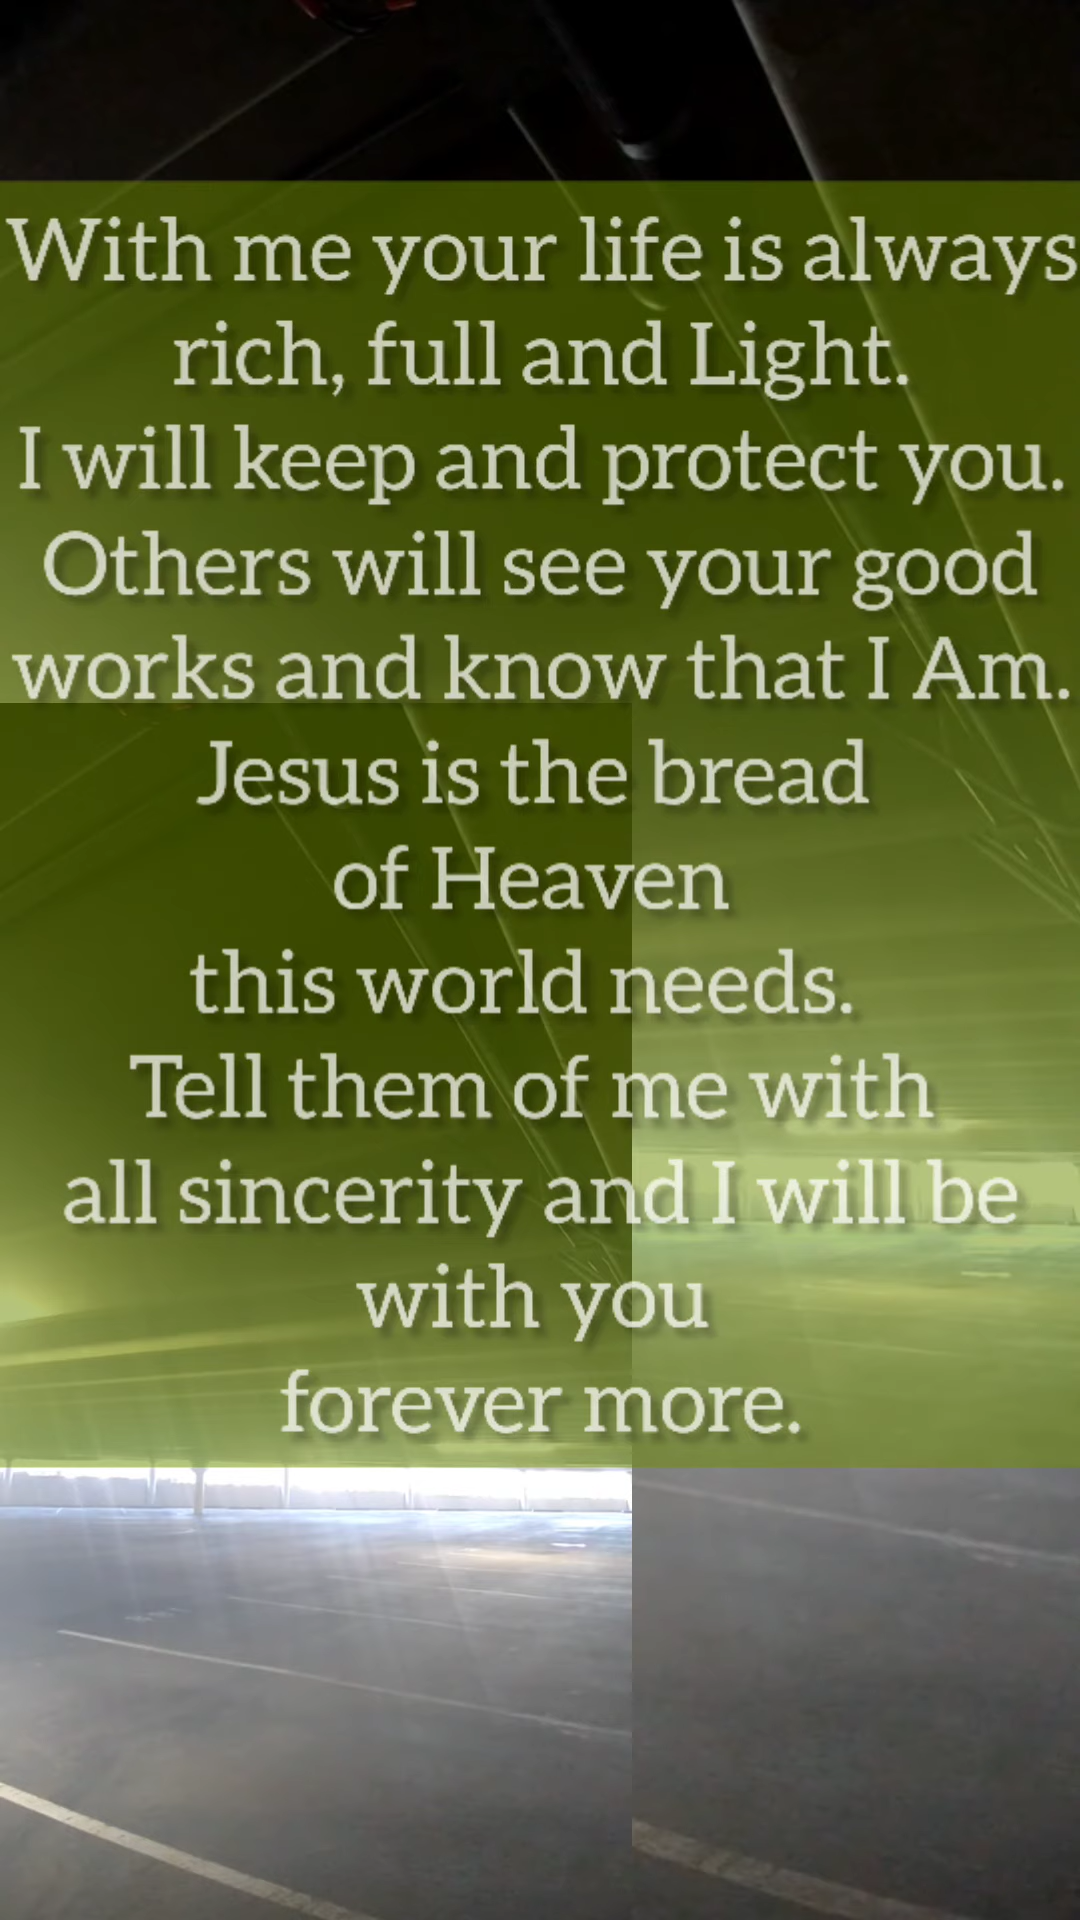 With me your life is always
rich, full and Light.
I will keep and protect you.
Others will see your good
works and know that I Am.
Jesus is the bread
of Heaven
this world needs.
Tell them of me with
all sincerity and I will be
with you
forever more.